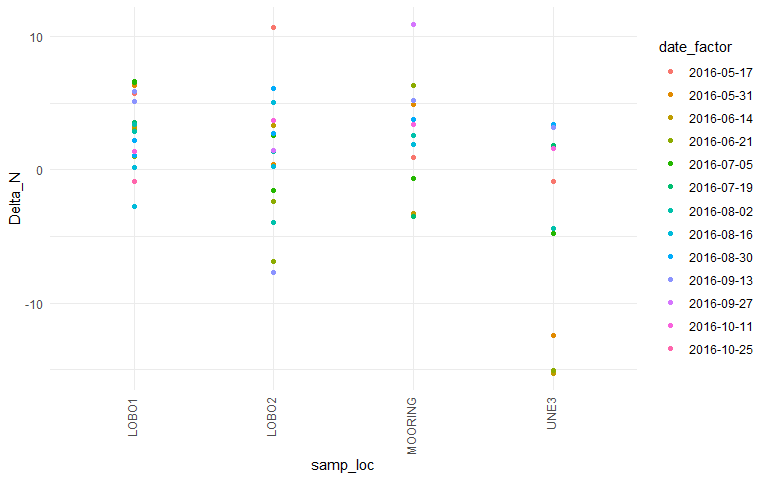 Delta_N
10
0
-10
LOBO1
LOBO2
MOORING
UNE3
samp_loc
date_factor
2016-05-17
2016-05-31
2016-06-14
2016-06-21
2016-07-05
2016-07-19
2016-08-02
2016-08-16
2016-08-30
2016-09-13
2016-09-27
2016-10-11
2016-10-25